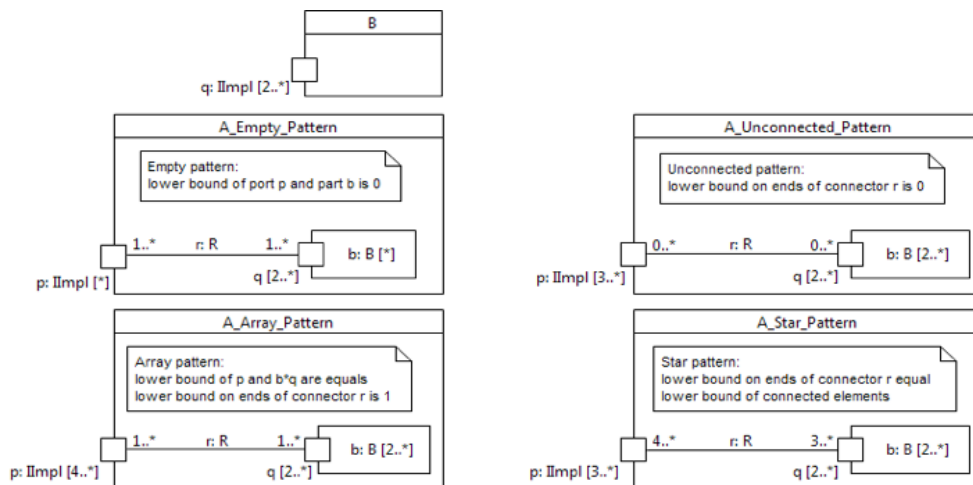 B
q: IImpl [2..*]
A_Empty_Pattern
Empty pattern:
lower bound of port p and part b is 0
1..* r: R 1..*
b: B [*]
p: IImpl [*]
q [2..*]
A_Unconnected_Pattern
Unconnected pattern:
lower bound on ends of connector r is 0
0..* r: R 0..*
b: B [2..*]
p: IImpl [3..*]
q [2..*]
A_Array_Pattern
Array pattern:
lower bound of p and b*q are equals
lower bound on ends of connector r is 1
1..* r: R 1..*
b: B [2..*]
p: IImpl [4..*]
q [2..*]
A_Star_Pattern
Star pattern:
lower bound on ends of connector r equal
lower bound of connected elements
4..* r: R 3..*
b: B [2..*]
p: IImpl [3..*]
q [2..*]